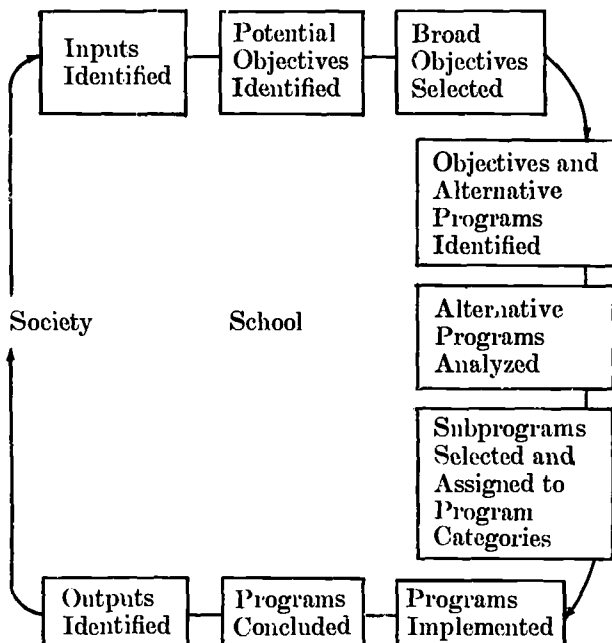 Inputs
Identified
Potential
Objectives
Identified
Broad
Objectives
Selected
Objectives and
Alternative
Programs
Identified
Society
School
Alternative
Programs
Analyzed
Subprograms
Selected and
Assigned to
Program
Categories
Outputs
Identified
Programs
Concluded
Programs
Implemented